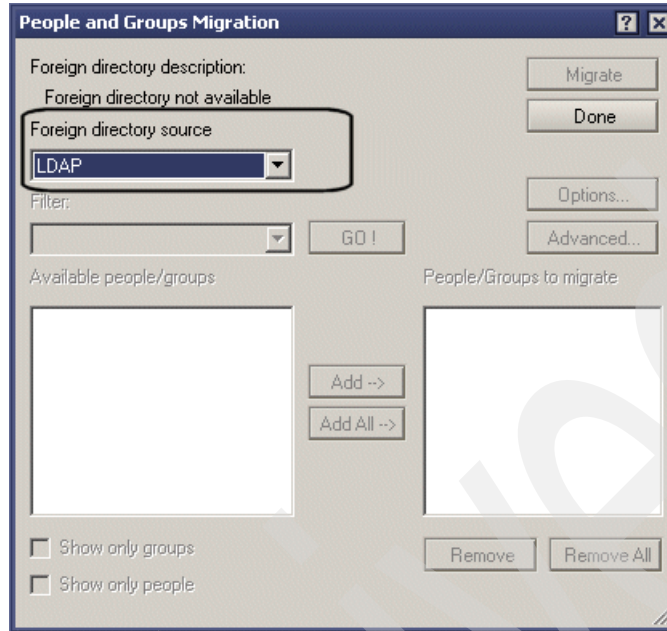 People and Groups Migration
Foreign directory description:
Foreign directory not available
Migrate
Done
Foreign directory source
LDAP
Options...
Filter:
GO !
Advanced...
Available people/groups
People/Groups to migrate
Add -->
Add All -->
Show only groups
Show only people
Remove
Remove All